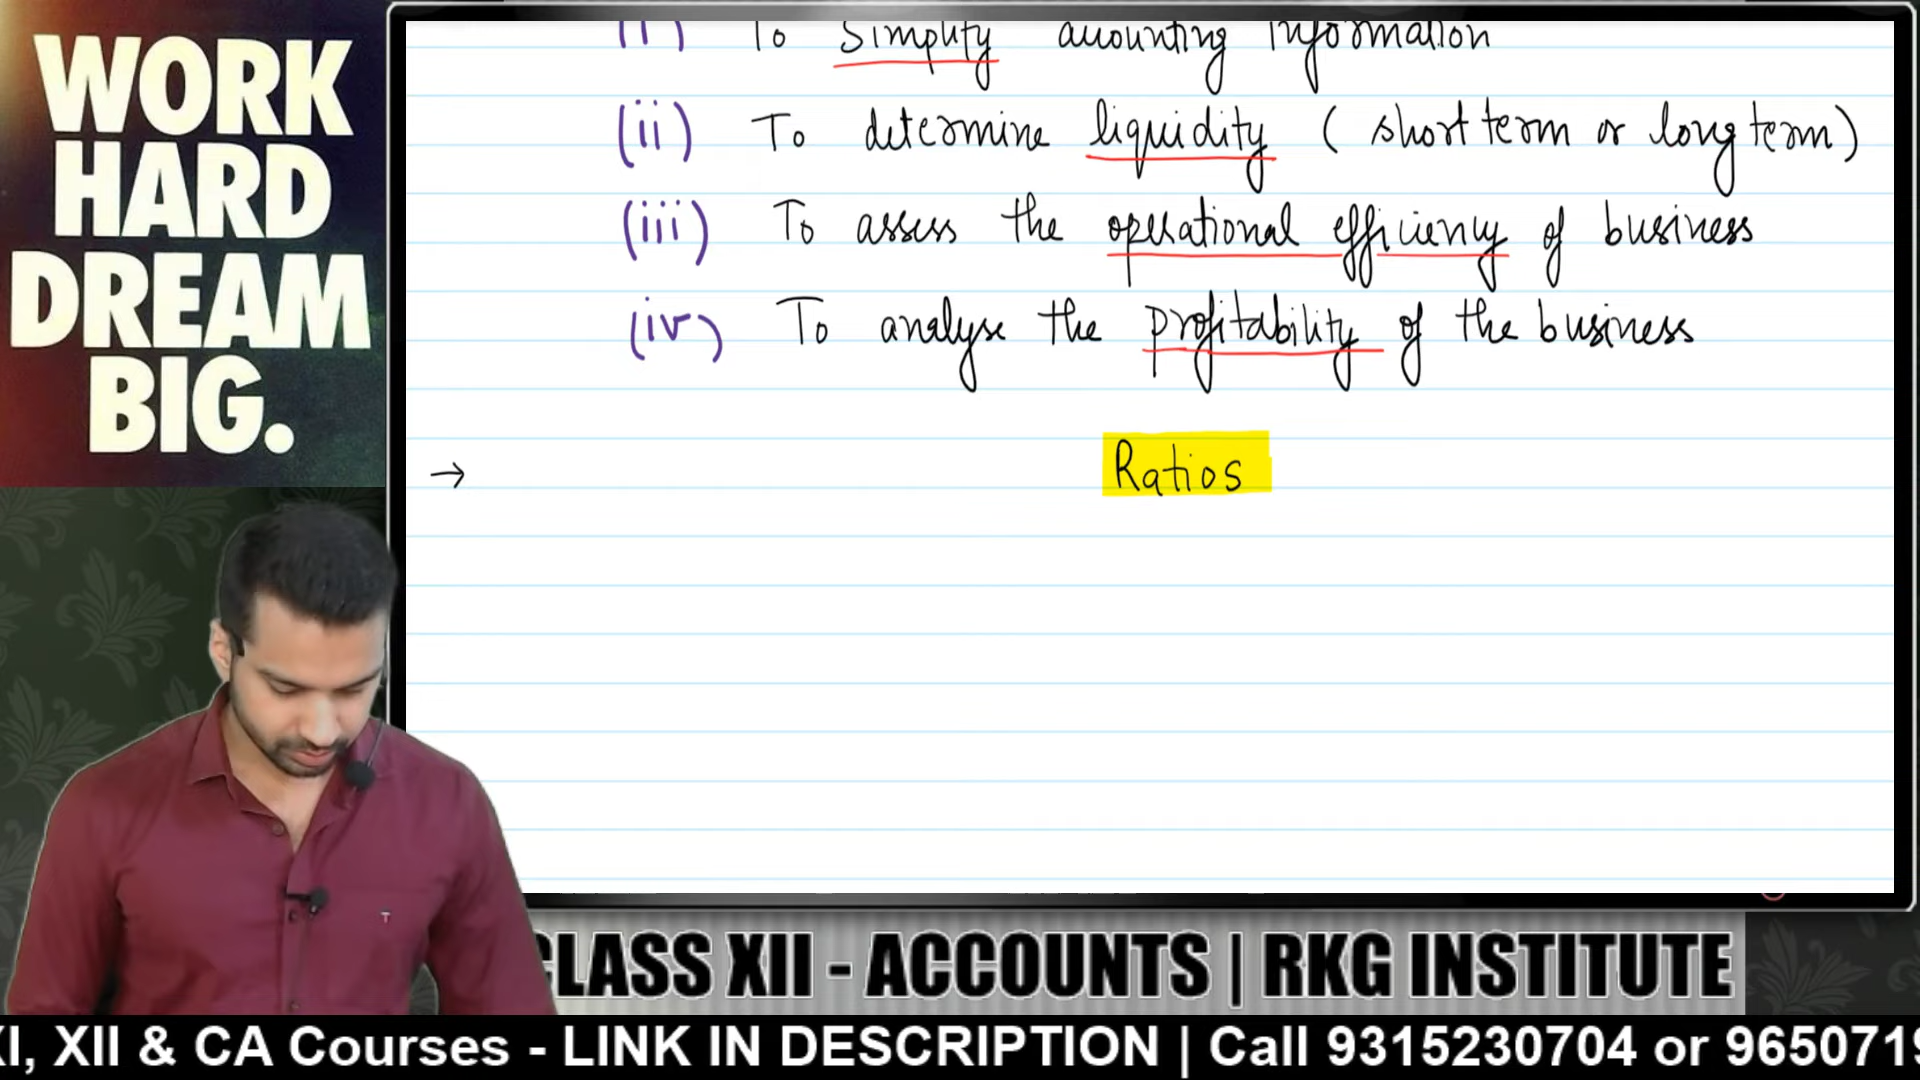 WORK
HARD
DREAM
BIG.
(i) To Simplify accounting information
(ii) To determine liquidity ( short term or long term )
(iii) To assess the operational efficiency of business
(iv) To analyse the profitability of the business
→ Ratios
T
CLASS XII - ACCOUNTS | RKG INSTITUTE
XI, XII & CA Courses - LINK IN DESCRIPTION | Call 9315230704 or 9650719